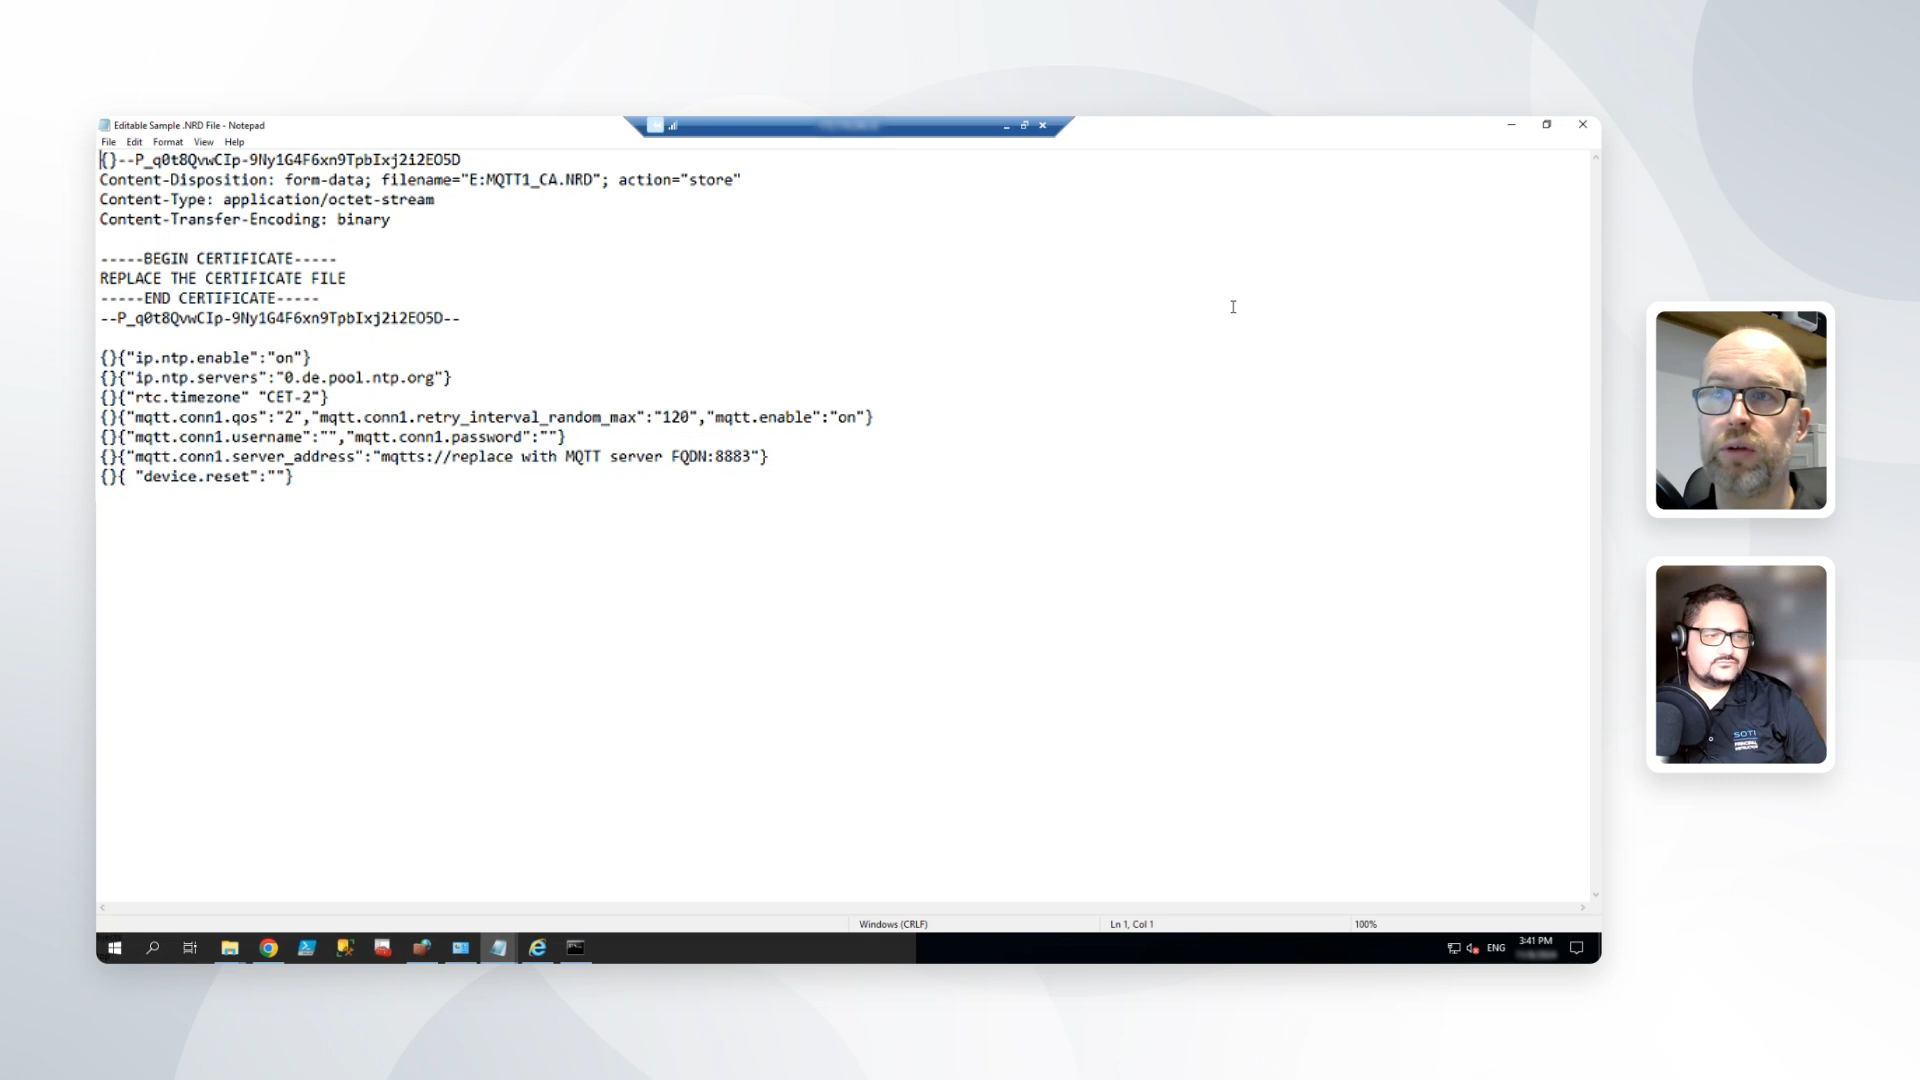 Editable Sample .NRD File - Notepad
File Edit Format View Help
{}--P_q0t8QvwCIp-9Ny1G4F6xn9TpbIxj2i2EO5D
Content-Disposition: form-data; filename="E:MQTT1_CA.NRD"; action="store"
Content-Type: application/octet-stream
Content-Transfer-Encoding: binary
-----BEGIN CERTIFICATE-----
REPLACE THE CERTIFICATE FILE
-----END CERTIFICATE-----
--P_q0t8QvwCIp-9Ny1G4F6xn9TpbIxj2i2EO5D--
{}{"ip.ntp.enable":"on"}
{}{"ip.ntp.servers":"0.de.pool.ntp.org"}
{}{"rtc.timezone" "CET-2"}
{}{"mqtt.conn1.qos":"2","mqtt.conn1.retry_interval_random_max":"120","mqtt.enable":"on"}
{}{"mqtt.conn1.username":"","mqtt.conn1.password":""}
{}{"mqtt.conn1.server_address":"mqtts://replace with MQTT server FQDN:8883"}
{}{ "device.reset":""}
Windows (CRLF) Ln 1, Col 1 100%
ENG 3:41 PM
SOTI
PRINCIPAL
INSTRUCTOR